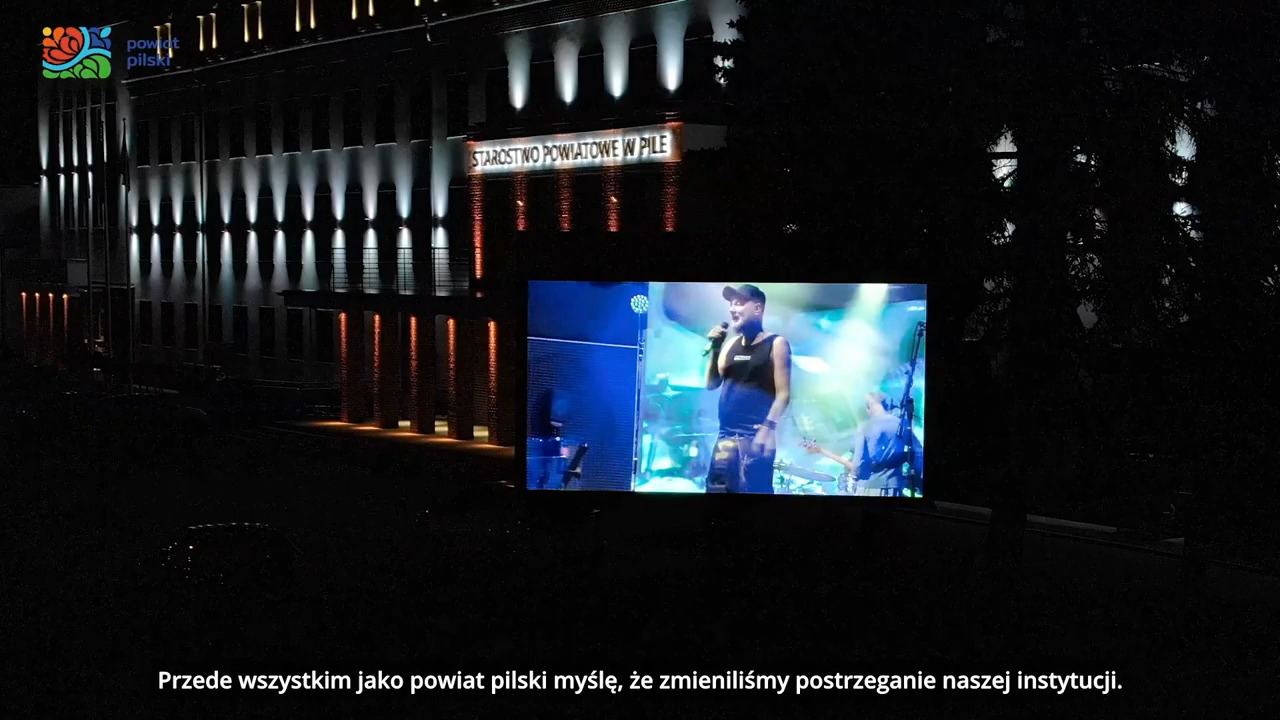 powiat
pilski
STAROSTWO POWIATOWE W PILE
Przede wszystkim jako powiat pilski myślę, że zmieniliśmy postrzeganie naszej instytucji.